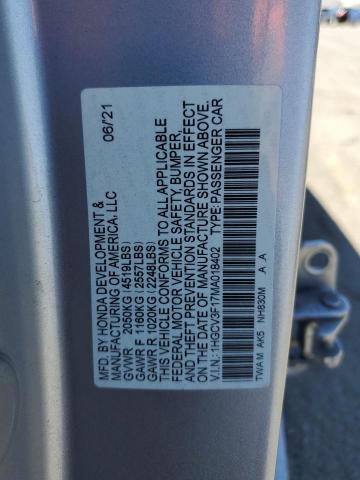 MFD. BY HONDA DEVELOPMENT & 06/21
MANUFACTURING OF AMERICA, LLC
GVWR 2050KG (4519LBS)
GAWR F 1160KG (2557LBS)
GAWR R 1020KG (2248LBS)
THIS VEHICLE CONFORMS TO ALL APPLICABLE
FEDERAL MOTOR VEHICLE SAFETY, BUMPER,
AND THEFT PREVENTION STANDARDS IN EFFECT
ON THE DATE OF MANUFACTURE SHOWN ABOVE.
V.I.N.:1HGCV3F17MA018402 TYPE: PASSENGER CAR
TWA M AK5 NH830M A A